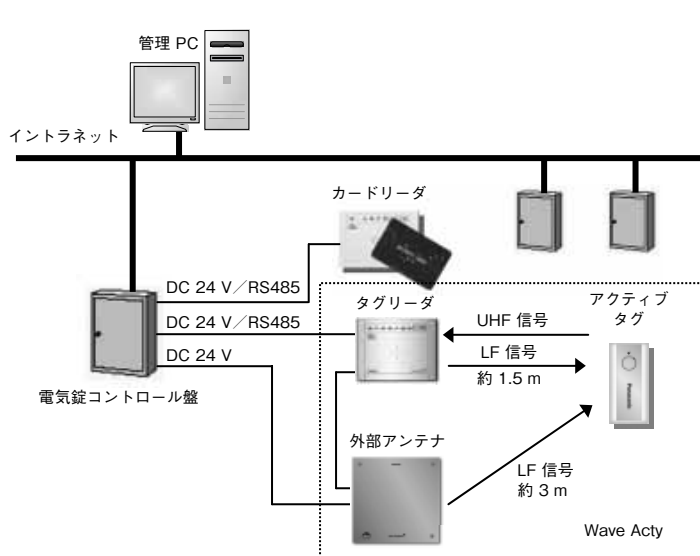 管理 PC
イントラネット
カードリーダ
DC 24 V／RS485
タグリーダ
アクティブ
タグ
DC 24 V／RS485
UHF 信号
DC 24 V
LF 信号
約 1.5 m
電気錠コントロール盤
Panasonic
外部アンテナ
LF 信号
約 3 m
Wave Acty